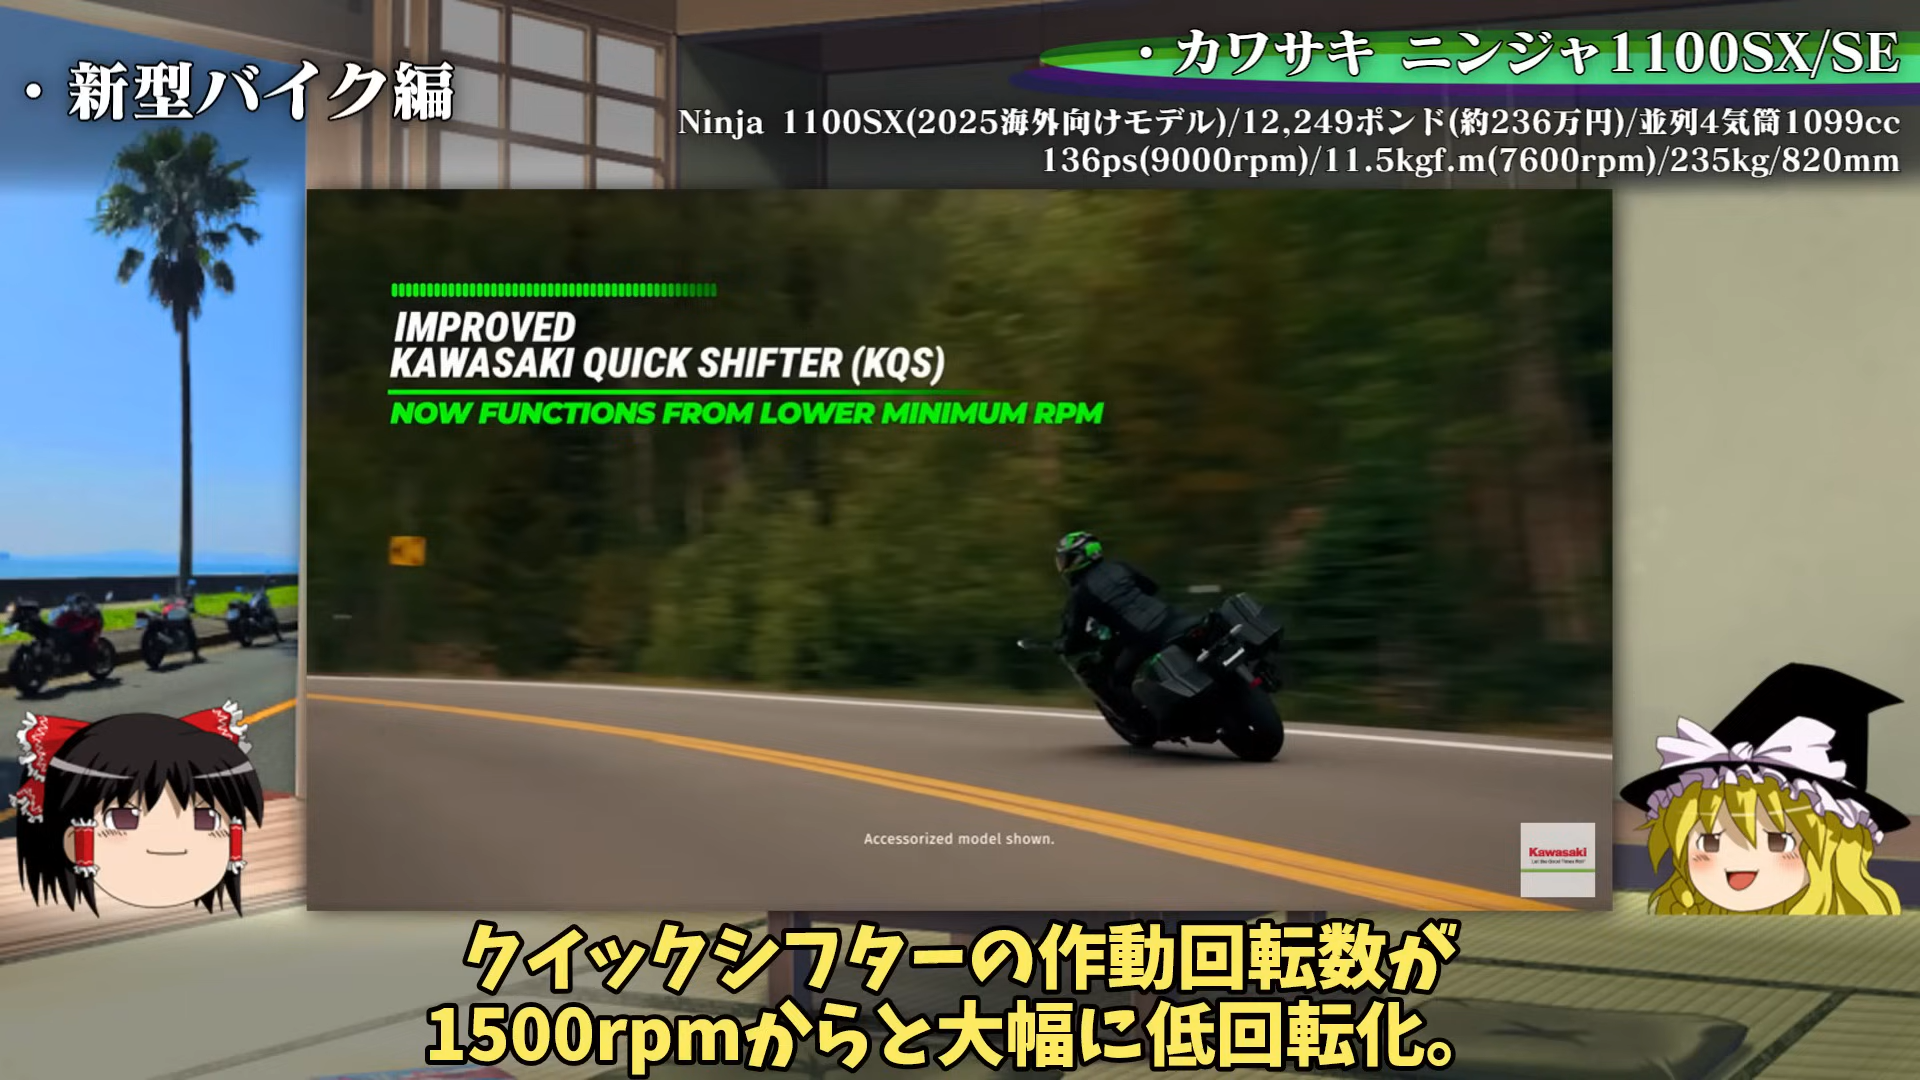 ・新型バイク編
・カワサキ ニンジャ1100SX/SE
Ninja 1100SX(2025海外向けモデル)/12,249ポンド(約236万円)/並列4気筒1099cc
136ps(9000rpm)/11.5kgf.m(7600rpm)/235kg/820mm
IMPROVED
KAWASAKI QUICK SHIFTER (KQS)
NOW FUNCTIONS FROM LOWER MINIMUM RPM
Accessorized model shown.
Kawasaki
Let the Good Times Roll
クイックシフターの作動回転数が
1500rpmからと大幅に低回転化。